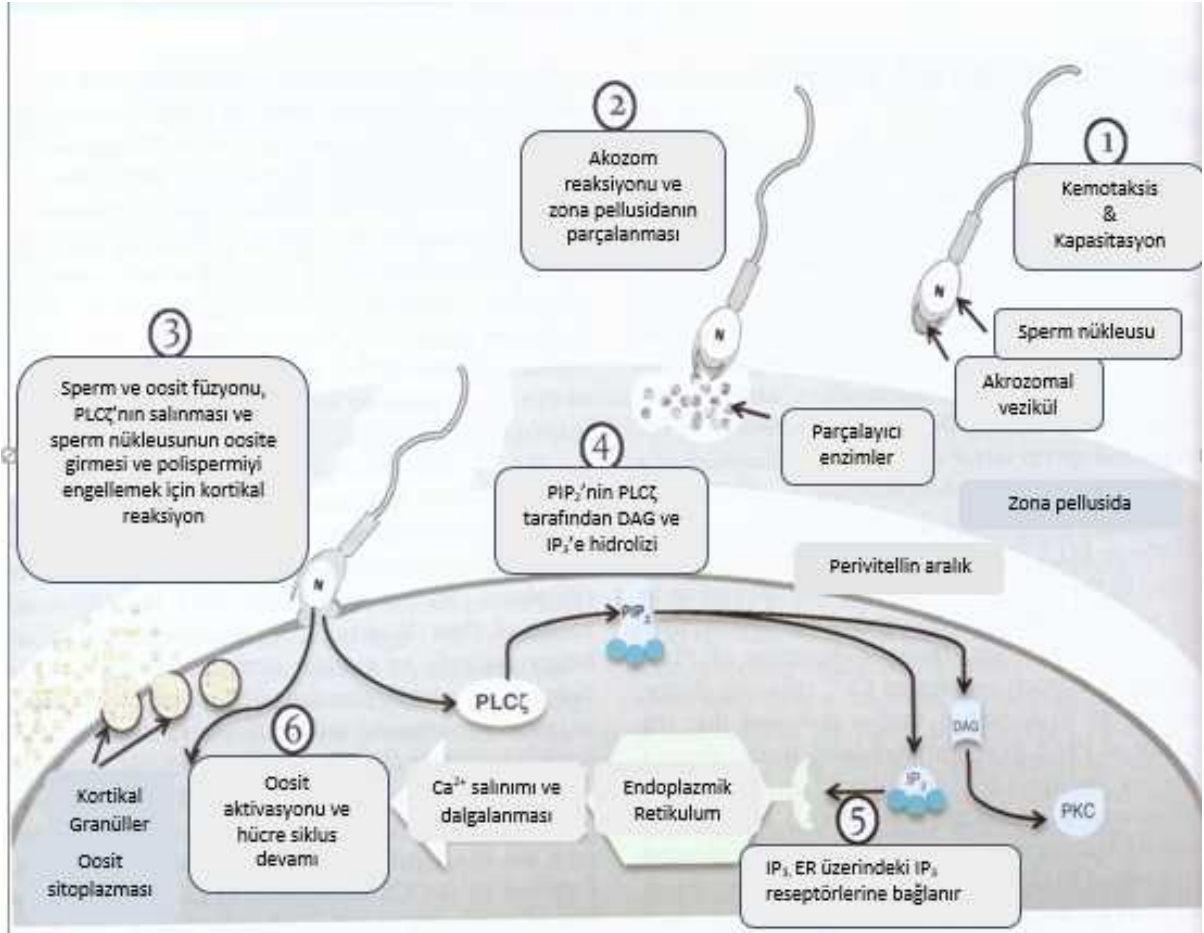 1
Kemotaksis
&
Kapasitasyon
N
Sperm nükleusu
Akrozomal
vezikül
2
Akozom
reaksiyonu ve
zona pellusidanın
parçalanması
N
Parçalayıcı
enzimler
3
Sperm ve oosit füzyonu,
PLCζ'nın salınması ve
sperm nükleusunun oosite
girmesi ve polispermiyi
engellemek için kortikal
reaksiyon
N
4
PIP₂'nin PLCζ
tarafından DAG ve
IP₃'e hidrolizi
Zona pellusida
Perivitellin aralık
PIP₂
PLCζ
DAG
IP₃
PKC
5
IP₃, ER üzerindeki IP₃
reseptörlerine bağlanır
Endoplazmik
Retikulum
Ca²⁺ salınımı ve
dalgalanması
6
Oosit
aktivasyonu ve
hücre siklus
devamı
Kortikal
Granüller
Oosit
sitoplazması